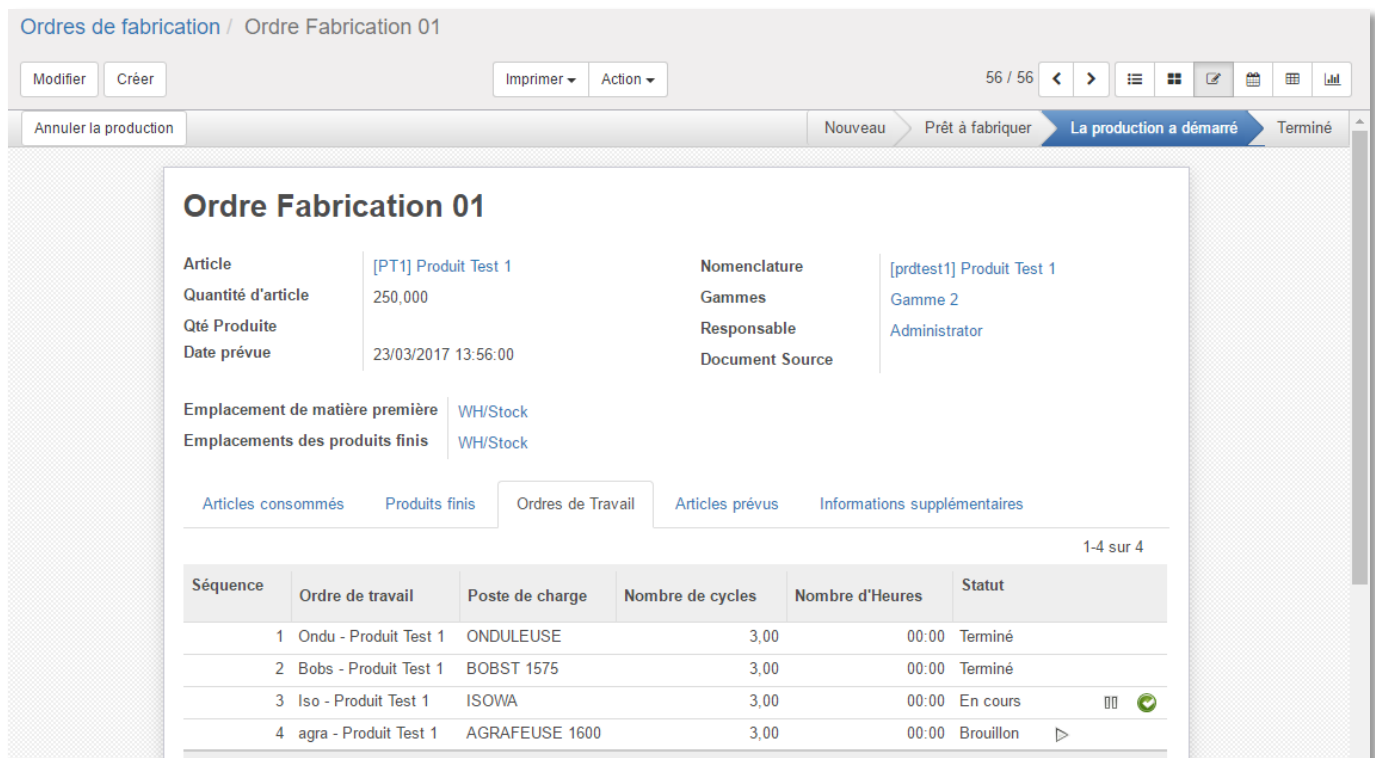 Ordres de fabrication / Ordre Fabrication 01
Modifier Créer Imprimer Action 56 / 56
Annuler la production Nouveau Prêt à fabriquer La production a démarré Terminé
Ordre Fabrication 01
Article [PT1] Produit Test 1 Nomenclature [prdtest1] Produit Test 1
Quantité d'article 250,000 Gammes Gamme 2
Qté Produite Responsable Administrator
Date prévue 23/03/2017 13:56:00 Document Source
Emplacement de matière première WH/Stock
Emplacements des produits finis WH/Stock
Articles consommés Produits finis Ordres de Travail Articles prévus Informations supplémentaires
1-4 sur 4
Séquence Ordre de travail Poste de charge Nombre de cycles Nombre d'Heures Statut
1 Ondu - Produit Test 1 ONDULEUSE 3,00 00:00 Terminé
2 Bobs - Produit Test 1 BOBST 1575 3,00 00:00 Terminé
3 Iso - Produit Test 1 ISOWA 3,00 00:00 En cours
4 agra - Produit Test 1 AGRAFEUSE 1600 3,00 00:00 Brouillon